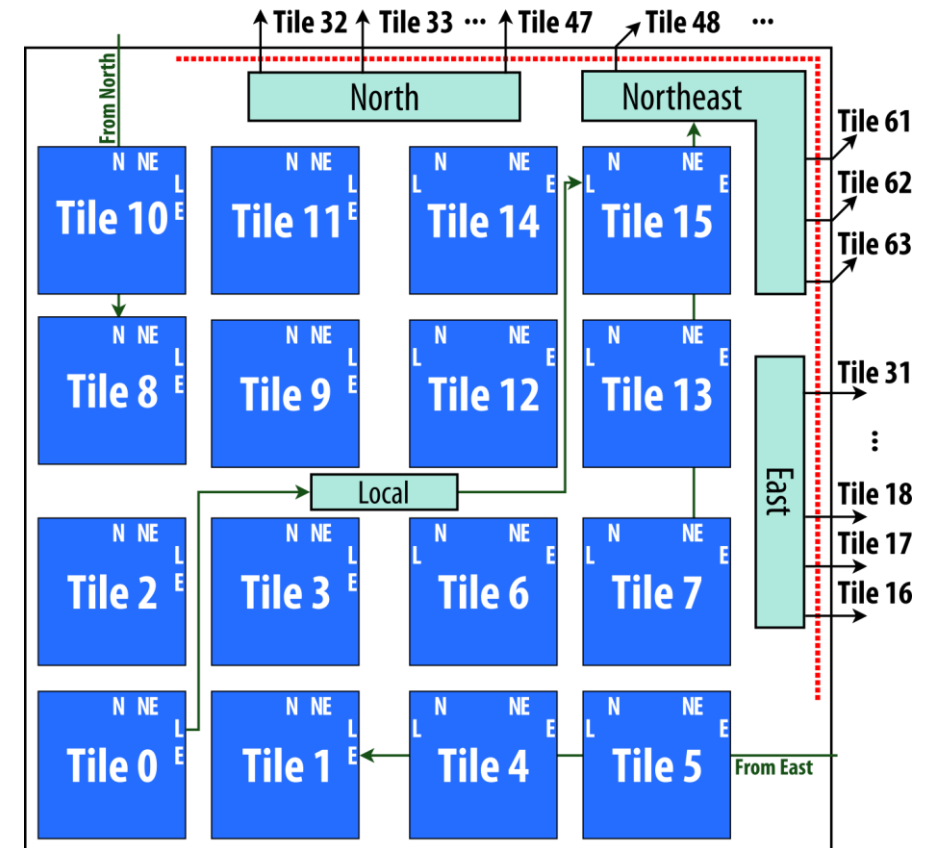 Tile 32 Tile 33 ··· Tile 47 Tile 48 ···
From North
North
Northeast
Tile 61
Tile 62
Tile 63
N NE L E Tile 10
N NE L E Tile 11
N NE L E Tile 14
N NE L E Tile 15
N NE L E Tile 8
N NE L E Tile 9
N NE L E Tile 12
N NE L E Tile 13
Tile 31
···
East
Tile 18
Tile 17
Tile 16
Local
N NE L E Tile 2
N NE L E Tile 3
N NE L E Tile 6
N NE L E Tile 7
N NE L E Tile 0
N NE L E Tile 1
N NE L E Tile 4
N NE L E Tile 5
From East